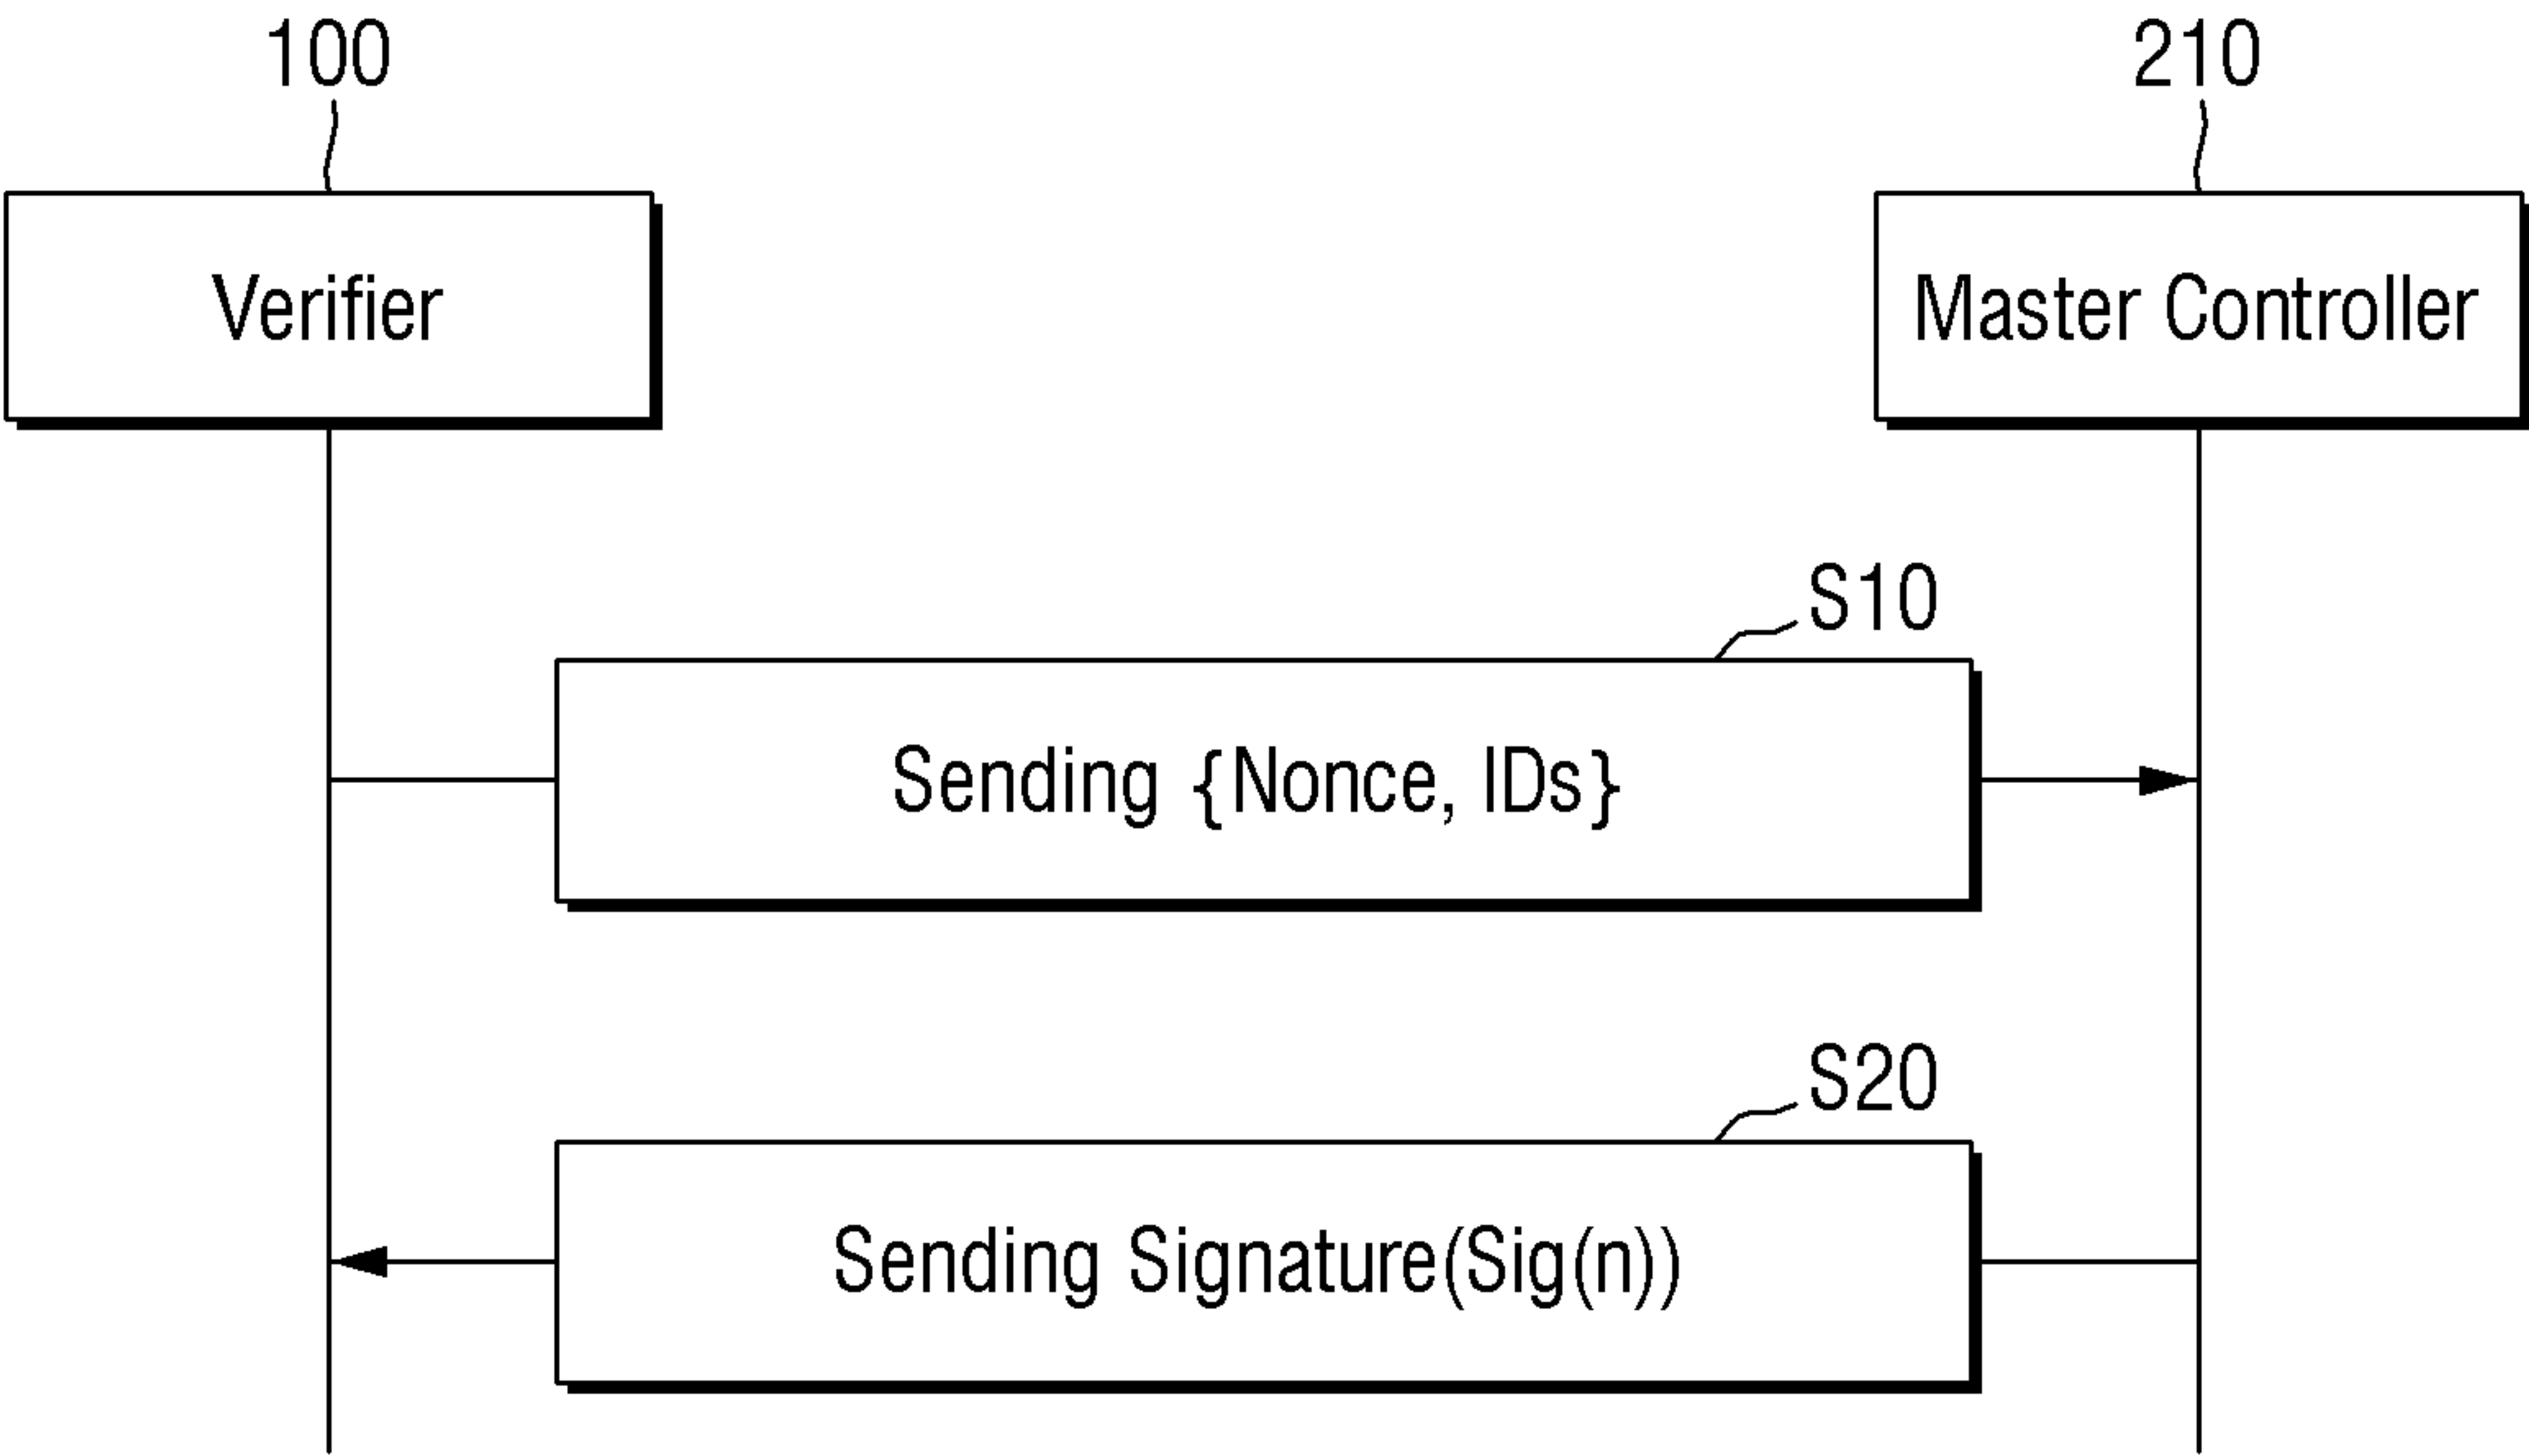 100
210
Verifier
Master Controller
S10
Sending {Nonce, IDs}
S20
Sending Signature(Sig(n))